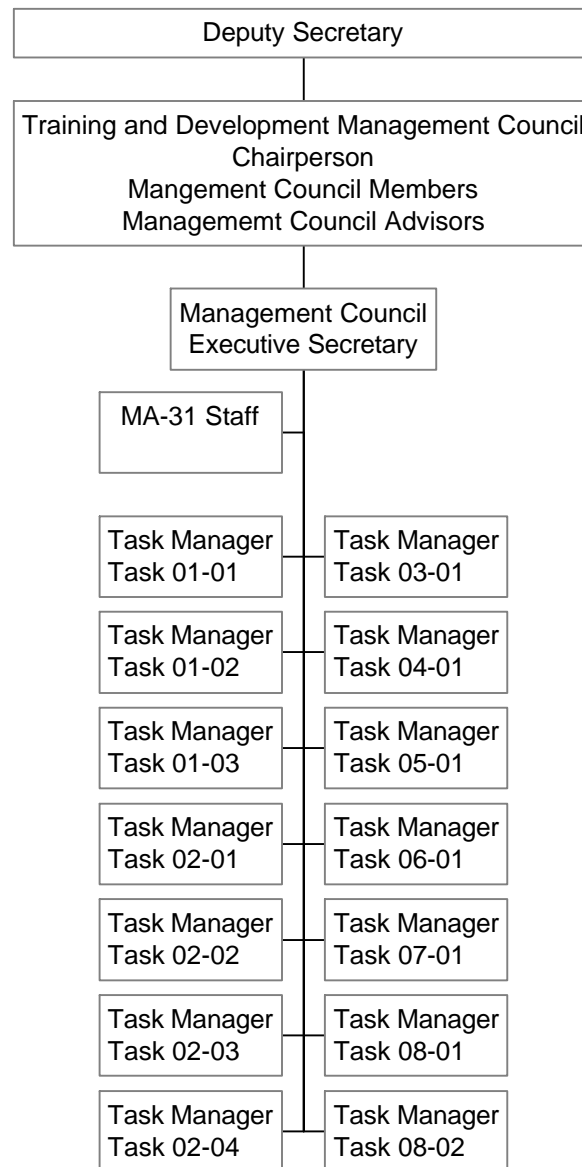 Deputy Secretary
Training and Development Management Council
Chairperson
Mangement Council Members
Managememt Council Advisors
Management Council
Executive Secretary
MA-31 Staff
Task Manager
Task 01-01
Task Manager
Task 03-01
Task Manager
Task 01-02
Task Manager
Task 04-01
Task Manager
Task 01-03
Task Manager
Task 05-01
Task Manager
Task 02-01
Task Manager
Task 06-01
Task Manager
Task 02-02
Task Manager
Task 07-01
Task Manager
Task 02-03
Task Manager
Task 08-01
Task Manager
Task 02-04
Task Manager
Task 08-02